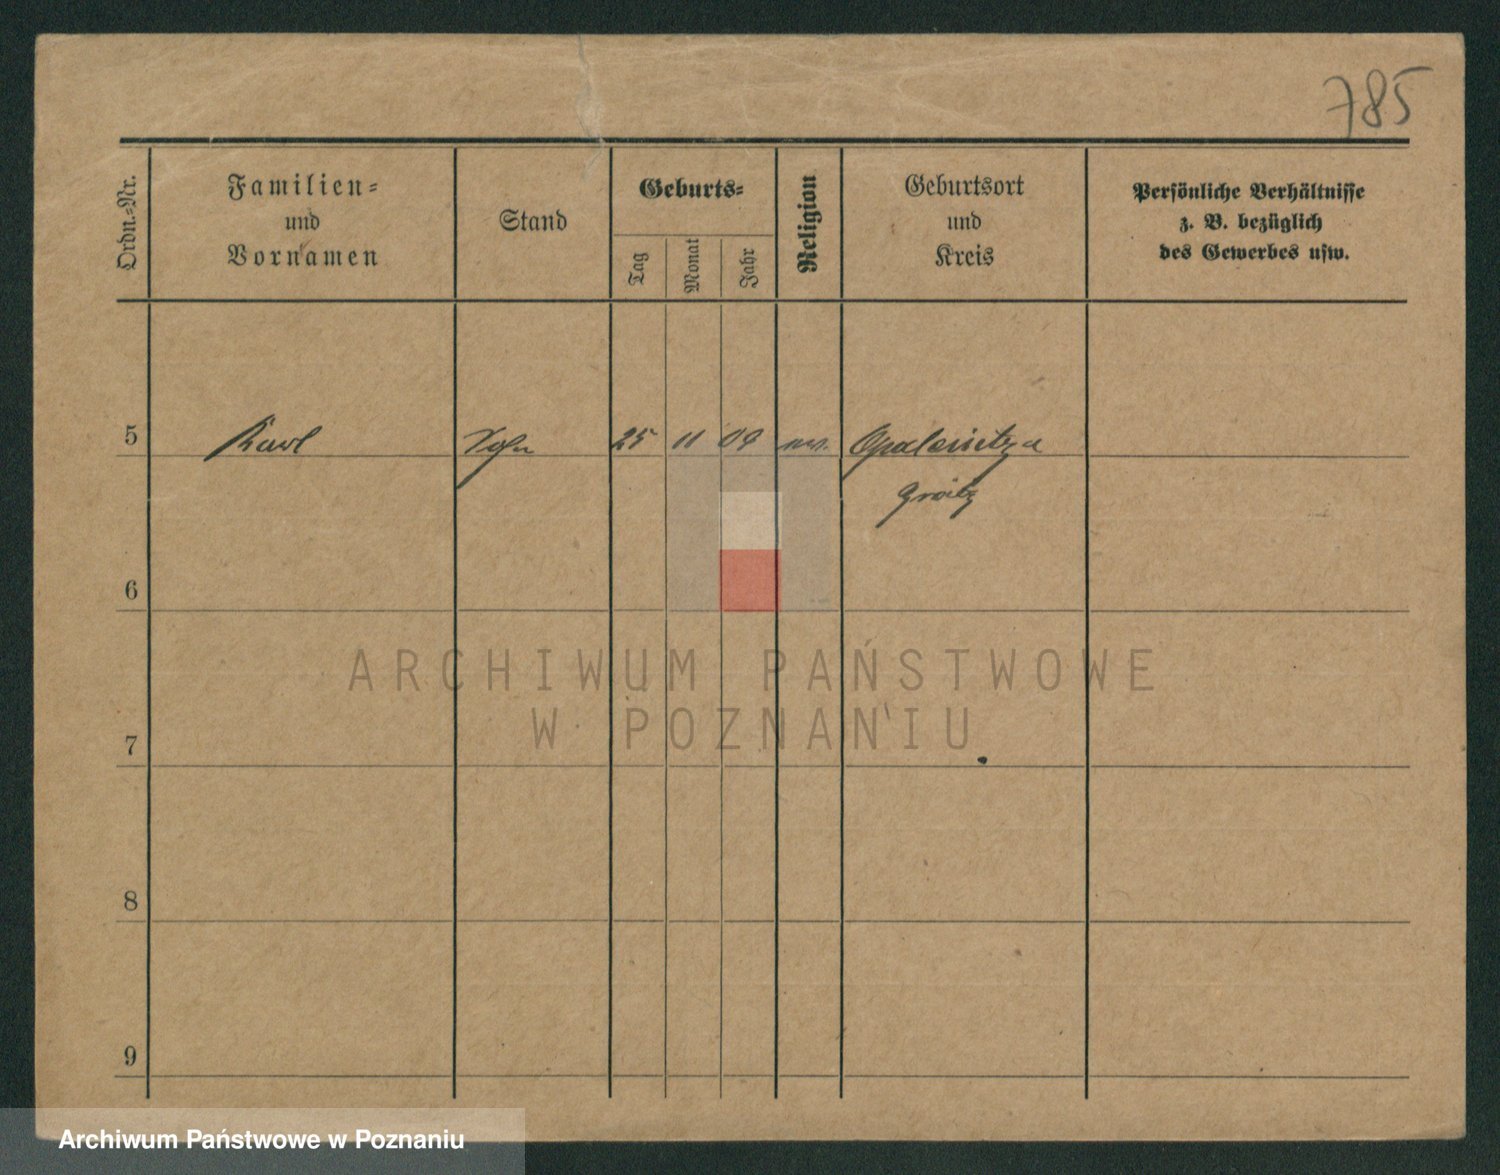 785
Ordn.=Nr.
Familien=
und
Vornamen
Stand
Geburts=
Tag
Monat
Jahr
Religion
Geburtsort
und
Kreis
Persönliche Verhältnisse
z. B. bezüglich
des Gewerbes usw.
5 Karl Sohn 25 11 09 ev. Opalenitza
Grätz
6
ARCHIWUM PAŃSTWOWE
W POZNANIU
7
8
9
Archiwum Państwowe w Poznaniu